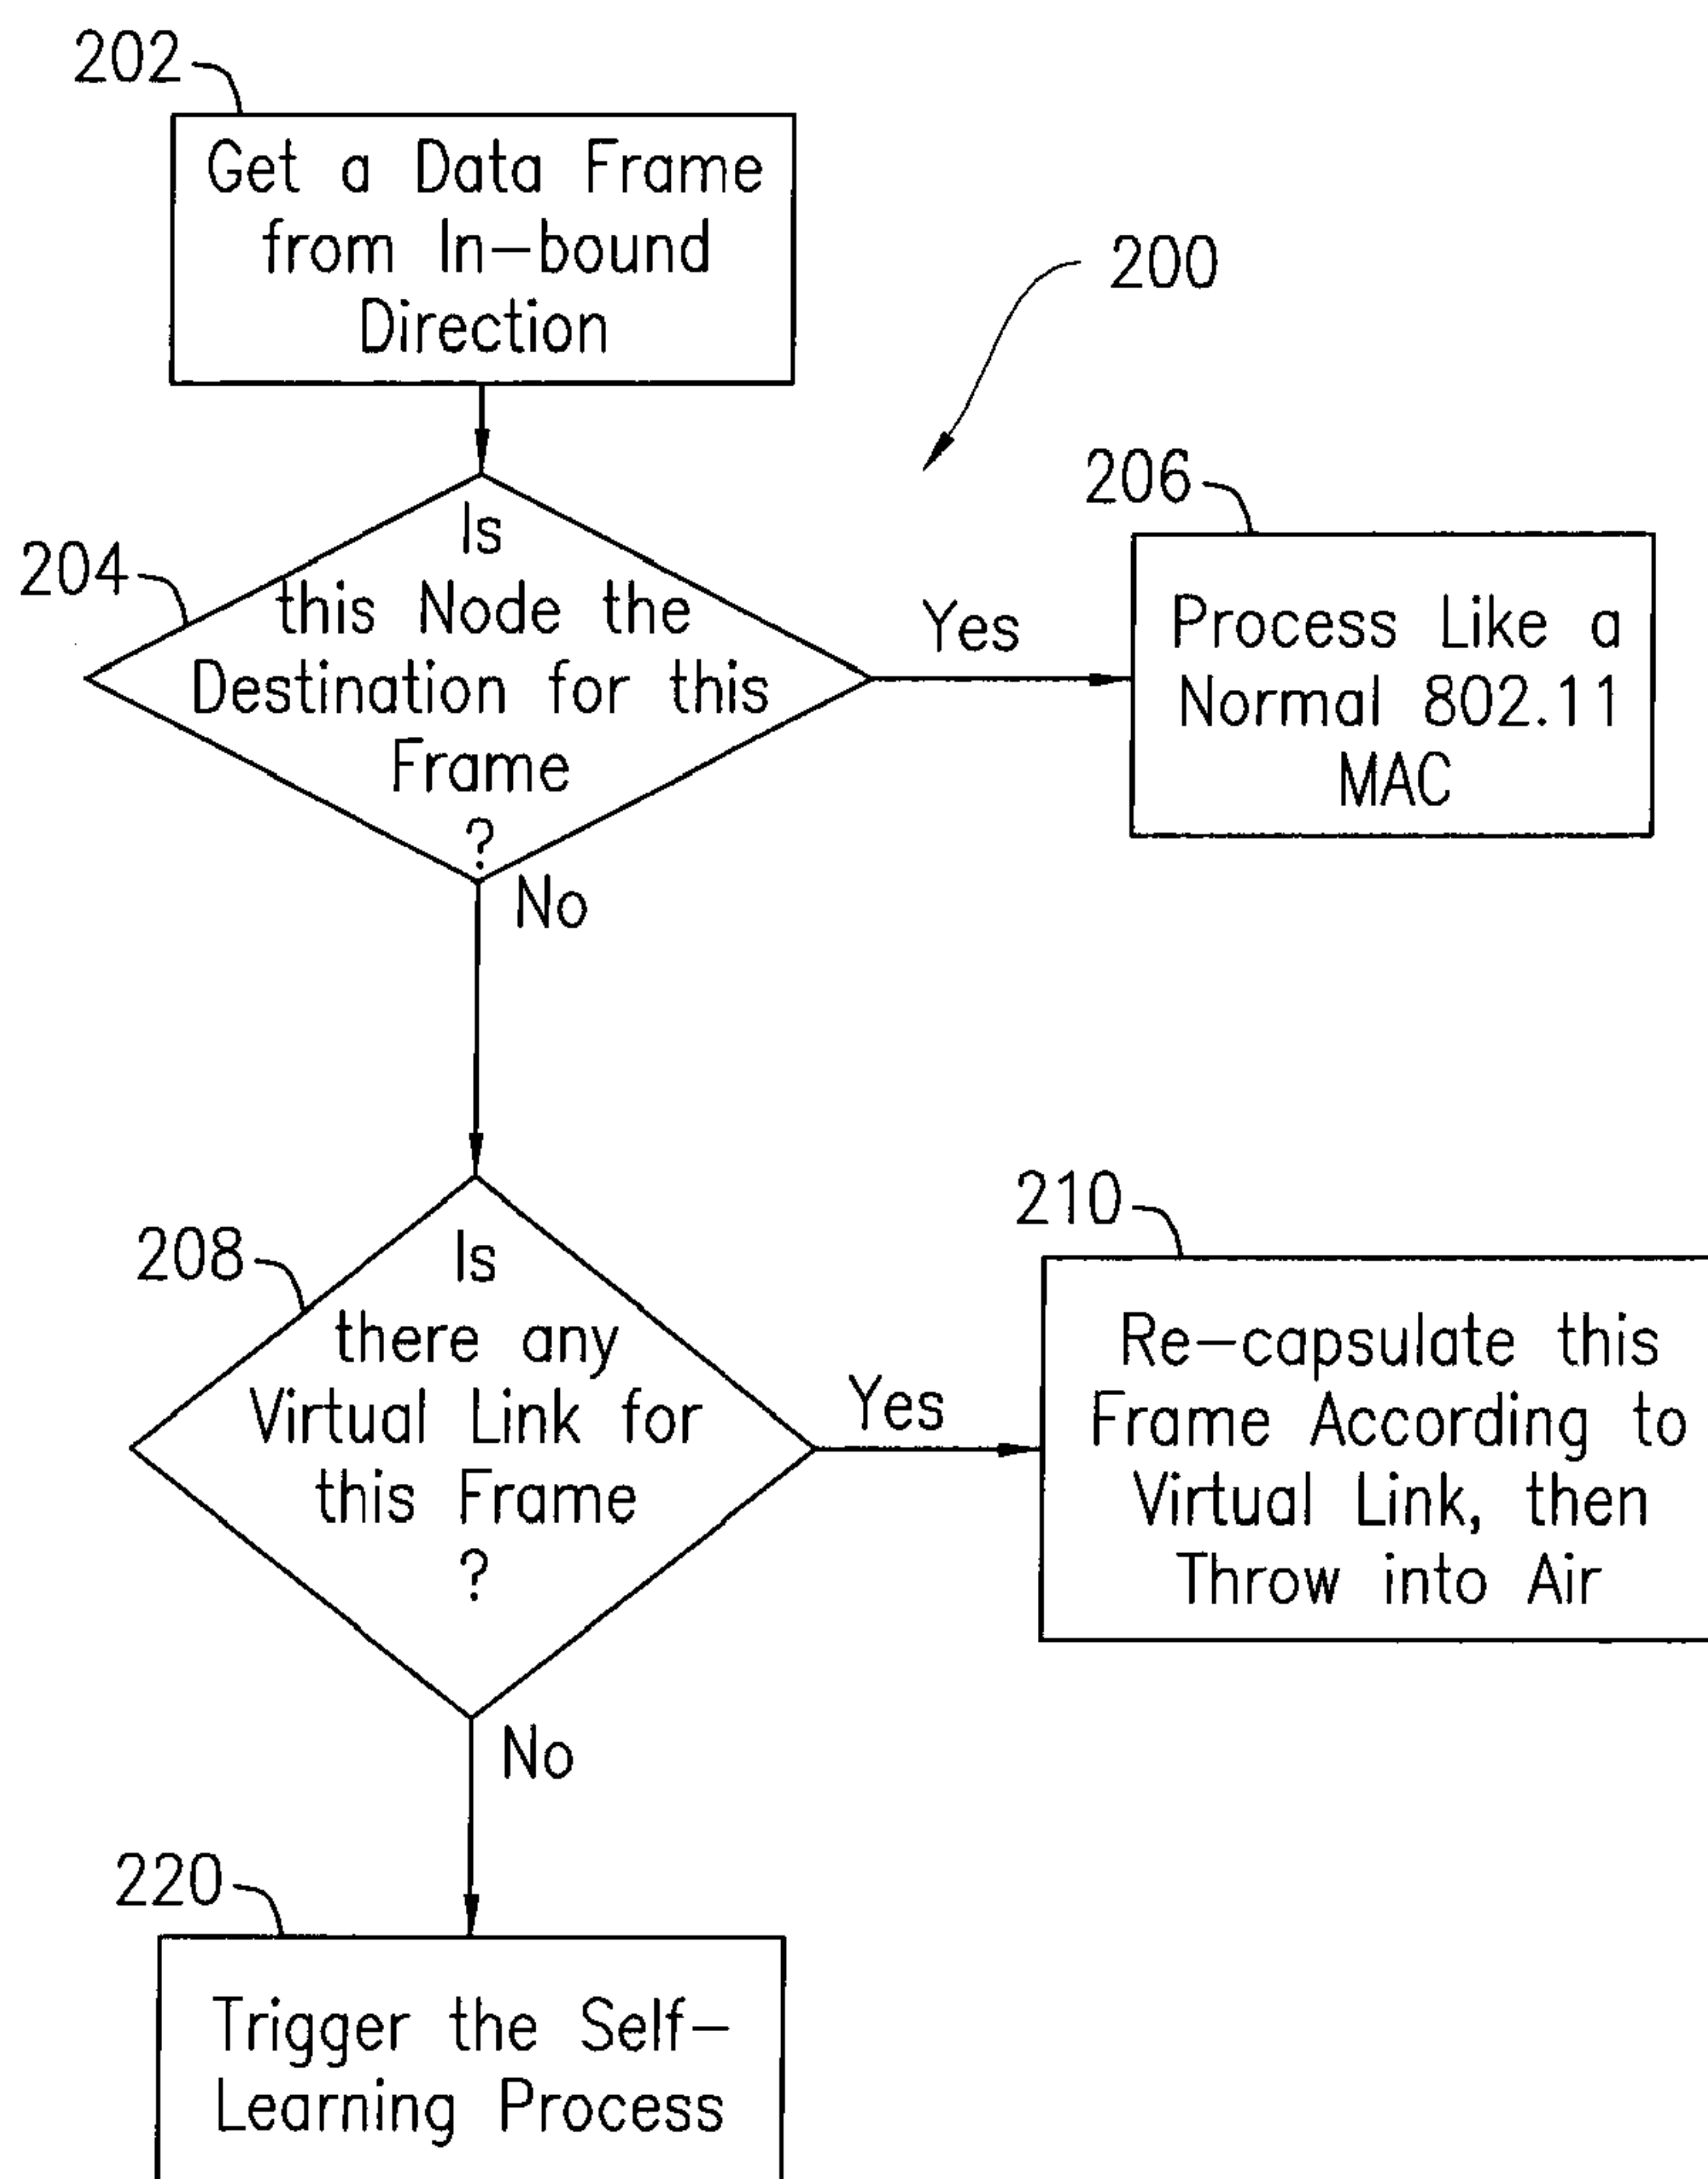 202
Get a Data Frame
from In-bound
Direction
200
204
Is
this Node the
Destination for this
Frame
?
Yes
206
Process Like a
Normal 802.11
MAC
No
208
Is
there any
Virtual Link for
this Frame
?
Yes
210
Re-capsulate this
Frame According to
Virtual Link, then
Throw into Air
No
220
Trigger the Self-
Learning Process